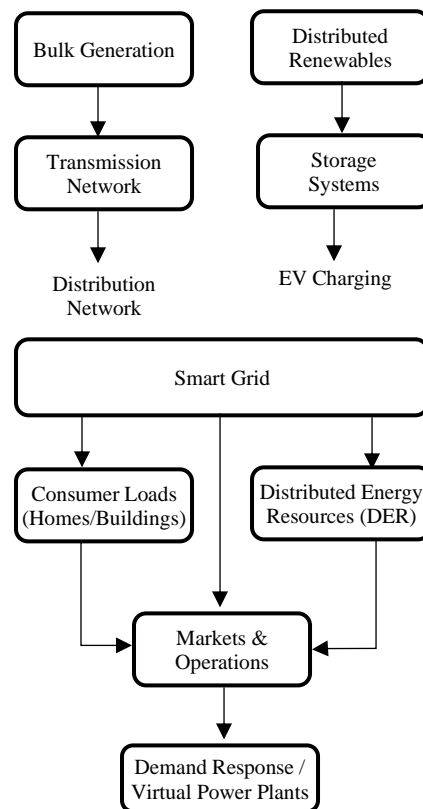 Bulk Generation
Distributed
Renewables
Transmission
Network
Storage
Systems
Distribution
Network
EV Charging
Smart Grid
Consumer Loads
(Homes/Buildings)
Distributed Energy
Resources (DER)
Markets &
Operations
Demand Response /
Virtual Power Plants